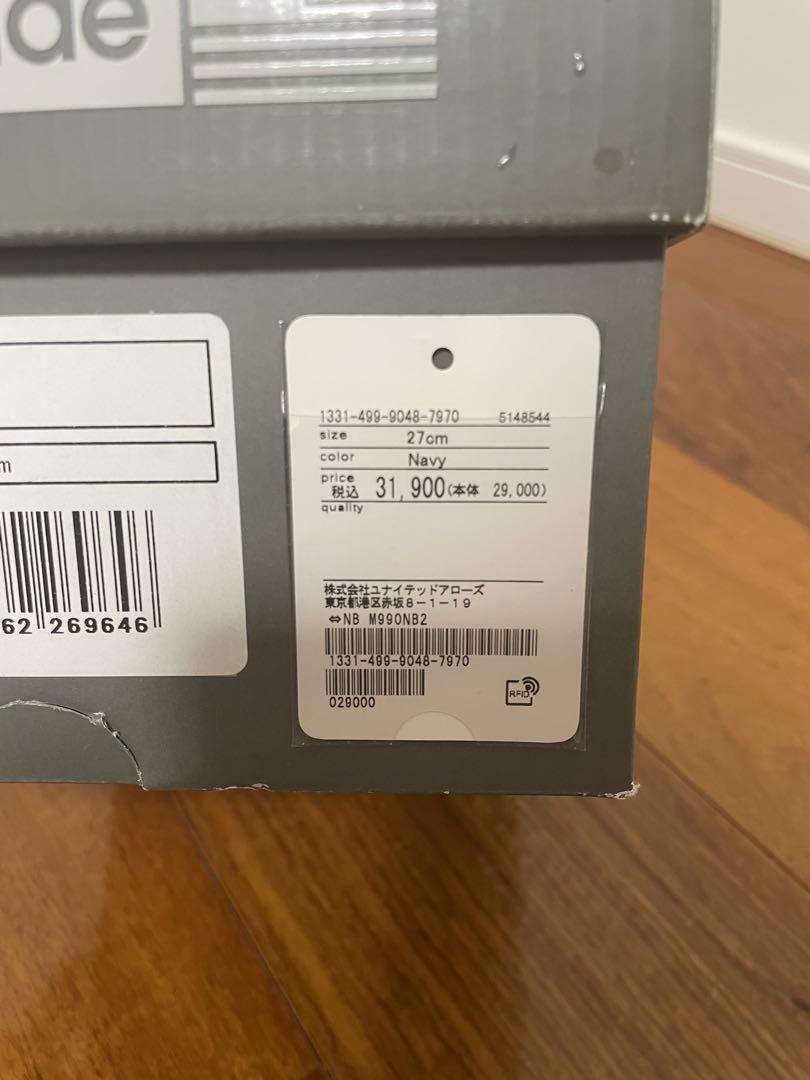 de
m
62 269646
1331-499-9048-7970 5148544
size 27cm
color Navy
price
税込 31,900(本体 29,000)
quality
株式会社ユナイテッドアローズ
東京都港区赤坂8-1-19
⇔NB M990NB2
1331-499-9048-7970
029000
RFID